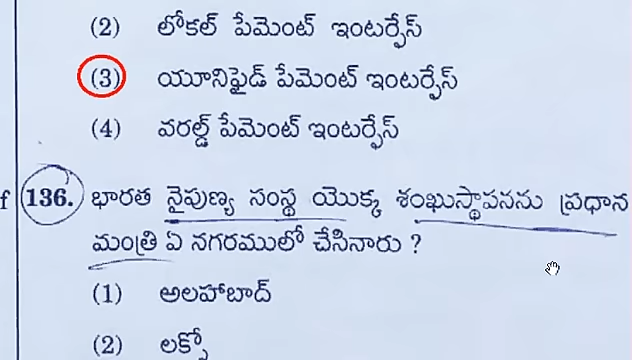 (2) లోకల్ పేమెంట్ ఇంటర్ఫేస్
(3) యూనిఫైడ్ పేమెంట్ ఇంటర్ఫేస్
(4) వరల్డ్ పేమెంట్ ఇంటర్ఫేస్
f 136. భారత నైపుణ్య సంస్థ యొక్క శంఖుస్థాపనను ప్రధాన
మంత్రి ఏ నగరములో చేసినారు ?
(1) అలహాబాద్
(2) లక్నో